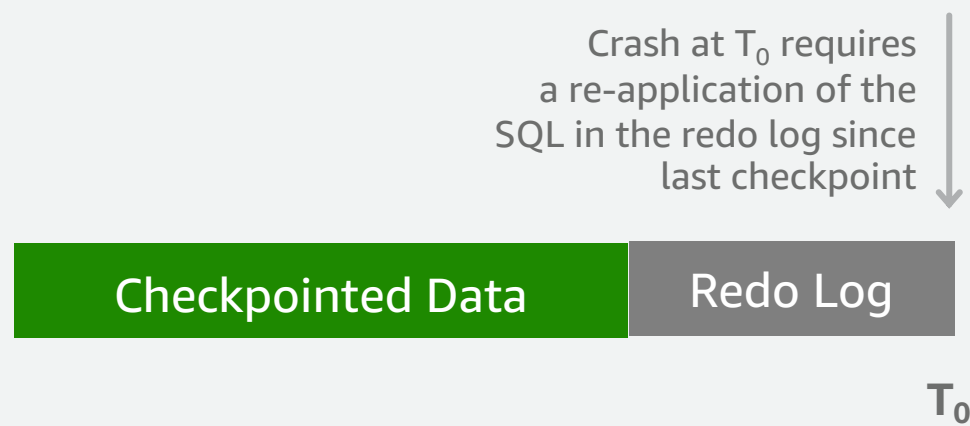 Crash at T₀ requires
a re-application of the
SQL in the redo log since
last checkpoint
Checkpointed Data
Redo Log
T₀